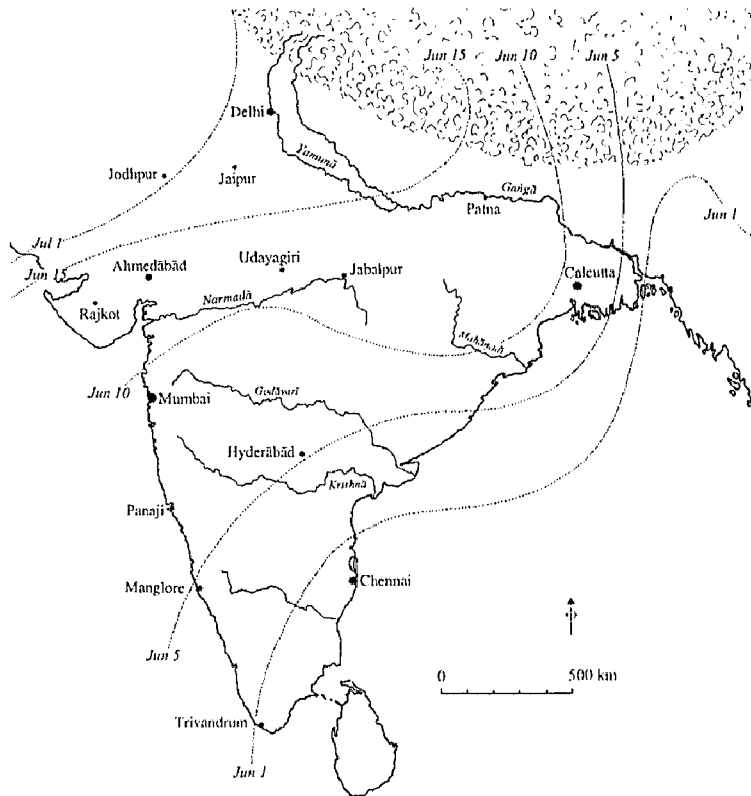 Jun 15
Jun 10
Jun 5
Delhi
Yamunā
Jodhpur
Jaipur
Gaṅgā
Patna
Jun 1
Jul 1
Jun 15
Ahmedābād
Udayagiri
Jabalpur
Calcutta
Rajkot
Narmadā
Mahānadī
Jun 10
Mumbai
Godāvarī
Hyderābād
Krishnā
Panaji
Manglore
Chennai
Jun 5
0 500 km
Trivandrum
Jun 1